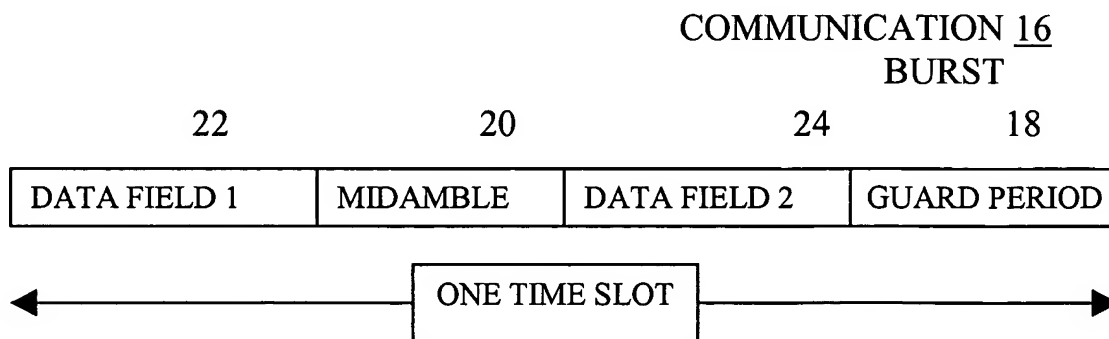 COMMUNICATION 16
BURST
22 20 24 18
DATA FIELD 1 MIDAMBLE DATA FIELD 2 GUARD PERIOD
ONE TIME SLOT